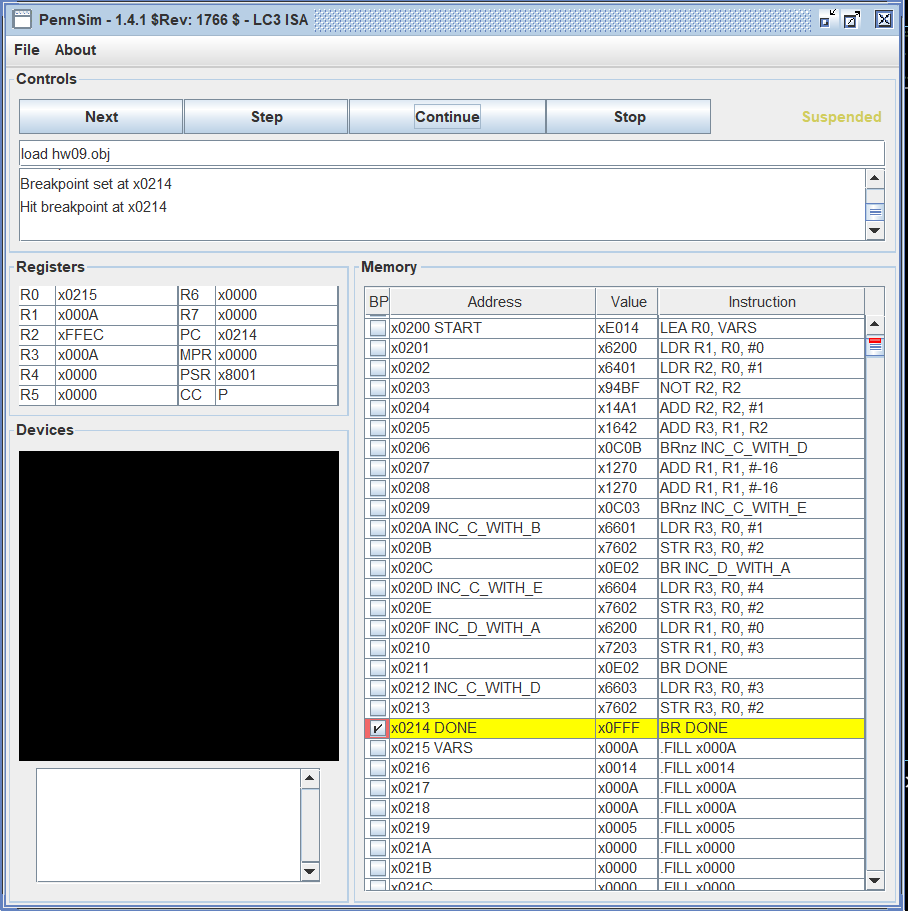 PennSim - 1.4.1 $Rev: 1766 $ - LC3 ISA
File About
Controls
Next Step Continue Stop Suspended
load hw09.obj
Breakpoint set at x0214
Hit breakpoint at x0214
Registers
R0 x0215 R6 x0000
R1 x000A R7 x0000
R2 xFFEC PC x0214
R3 x000A MPR x0000
R4 x0000 PSR x8001
R5 x0000 CC P
Devices
Memory
BP Address Value Instruction
x0200 START xE014 LEA R0, VARS
x0201 x6200 LDR R1, R0, #0
x0202 x6401 LDR R2, R0, #1
x0203 x94BF NOT R2, R2
x0204 x14A1 ADD R2, R2, #1
x0205 x1642 ADD R3, R1, R2
x0206 x0C0B BRnz INC_C_WITH_D
x0207 x1270 ADD R1, R1, #-16
x0208 x1270 ADD R1, R1, #-16
x0209 x0C03 BRnz INC_C_WITH_E
x020A INC_C_WITH_B x6601 LDR R3, R0, #1
x020B x7602 STR R3, R0, #2
x020C x0E02 BR INC_D_WITH_A
x020D INC_C_WITH_E x6604 LDR R3, R0, #4
x020E x7602 STR R3, R0, #2
x020F INC_D_WITH_A x6200 LDR R1, R0, #0
x0210 x7203 STR R1, R0, #3
x0211 x0E02 BR DONE
x0212 INC_C_WITH_D x6603 LDR R3, R0, #3
x0213 x7602 STR R3, R0, #2
x0214 DONE x0FFF BR DONE
x0215 VARS x000A .FILL x000A
x0216 x0014 .FILL x0014
x0217 x000A .FILL x000A
x0218 x000A .FILL x000A
x0219 x0005 .FILL x0005
x021A x0000 .FILL x0000
x021B x0000 .FILL x0000
x021C x0000 .FILL x0000